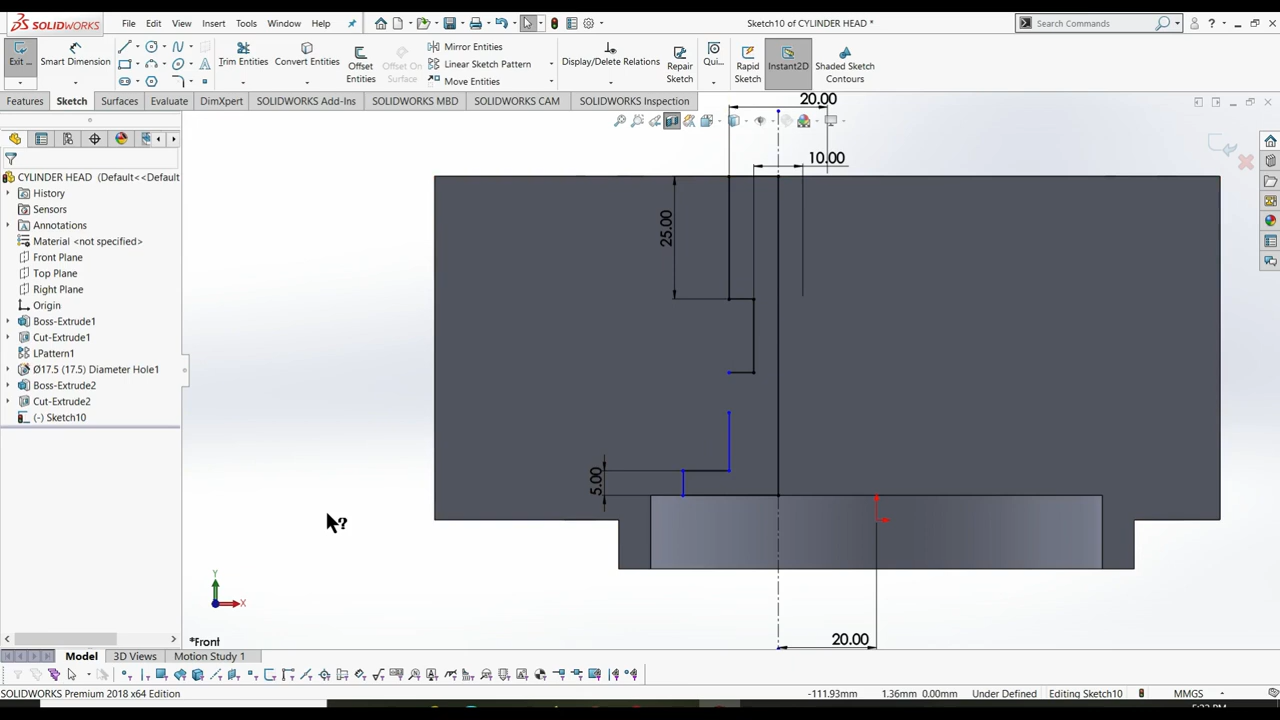 SOLIDWORKS File Edit View Insert Tools Window Help Sketch10 of CYLINDER HEAD * Search Commands ?
Exit ... Smart Dimension Trim Entities Convert Entities Offset Entities Offset On Surface Mirror Entities Linear Sketch Pattern Move Entities Display/Delete Relations Repair Sketch Qui... Rapid Sketch Instant2D Shaded Sketch Contours
Features Sketch Surfaces Evaluate DimXpert SOLIDWORKS Add-Ins SOLIDWORKS MBD SOLIDWORKS CAM SOLIDWORKS Inspection
20.00
10.00
CYLINDER HEAD (Default<<Default
History
Sensors
Annotations
25.00
Material <not specified>
Front Plane
Top Plane
Right Plane
Origin
Boss-Extrude1
Cut-Extrude1
LPattern1
Ø17.5 (17.5) Diameter Hole1
Boss-Extrude2
Cut-Extrude2
(-) Sketch10
5.00
?
Y
X
*Front
20.00
Model 3D Views Motion Study 1
SOLIDWORKS Premium 2018 x64 Edition -111.93mm 1.36mm 0.00mm Under Defined Editing Sketch10 MMGS